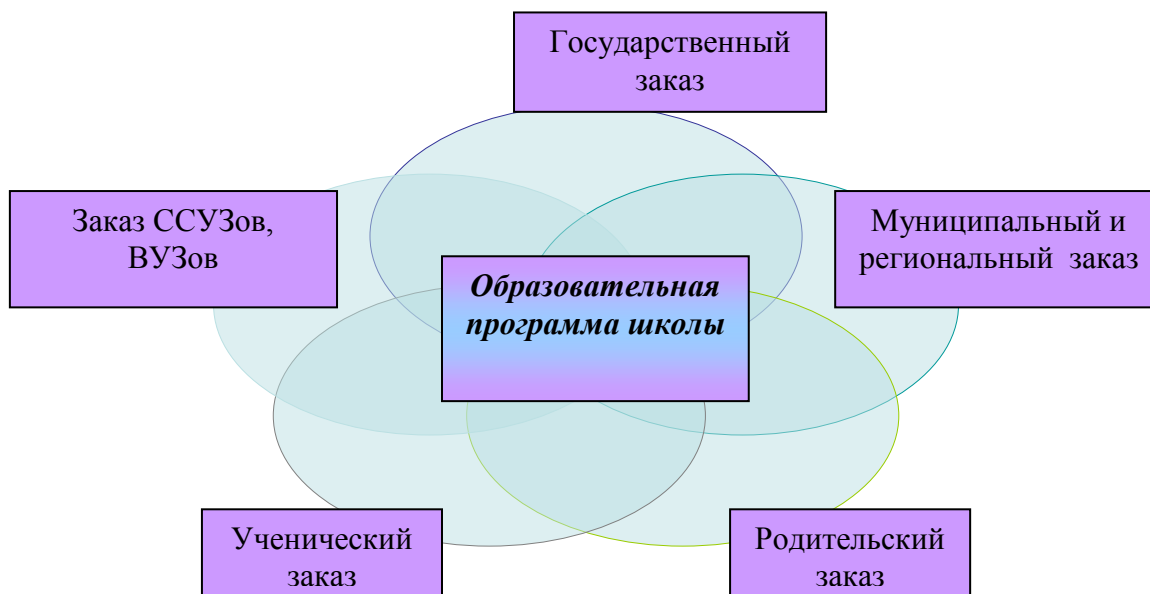 Государственный
заказ
Заказ ССУЗов,
ВУЗов
Муниципальный и
региональный заказ
Образовательная
программа школы
Ученический
заказ
Родительский
заказ